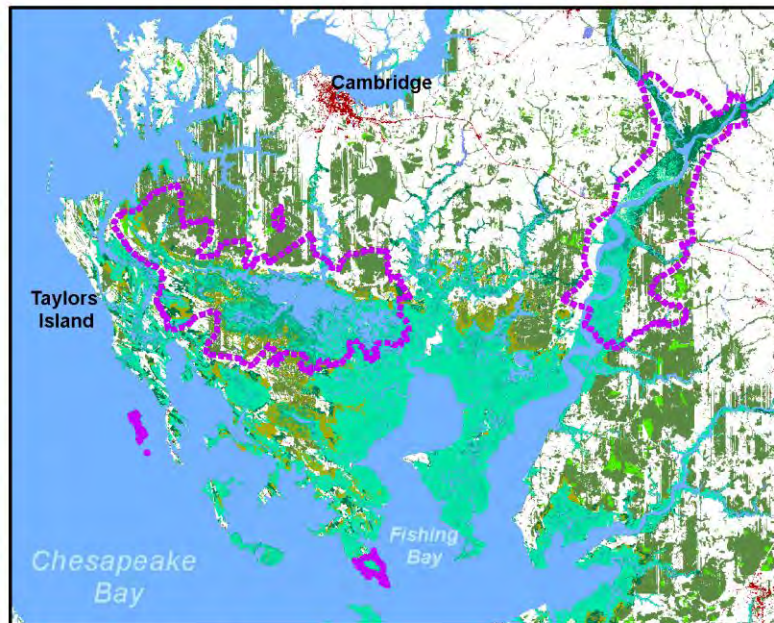 Cambridge
Taylors
Island
Fishing
Bay
Chesapeake
Bay